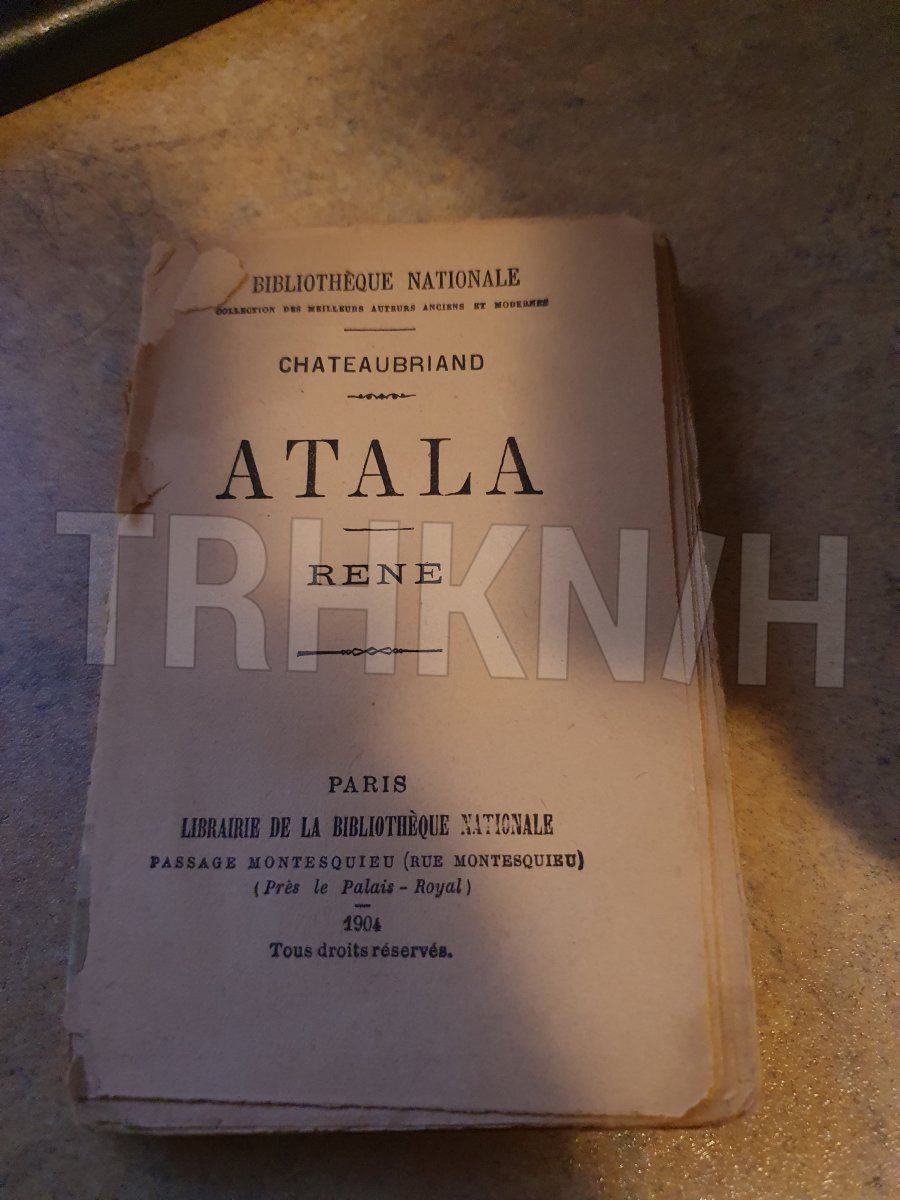 BIBLIOTHÈQUE NATIONALE
COLLECTION DES MEILLEURS AUTEURS ANCIENS ET MODERNES
CHATEAUBRIAND
ATALA
RENÉ
TRHKN/H
PARIS
LIBRAIRIE DE LA BIBLIOTHÈQUE NATIONALE
PASSAGE MONTESQUIEU (RUE MONTESQUIEU)
(Près le Palais-Royal)
1904
Tous droits réservés.